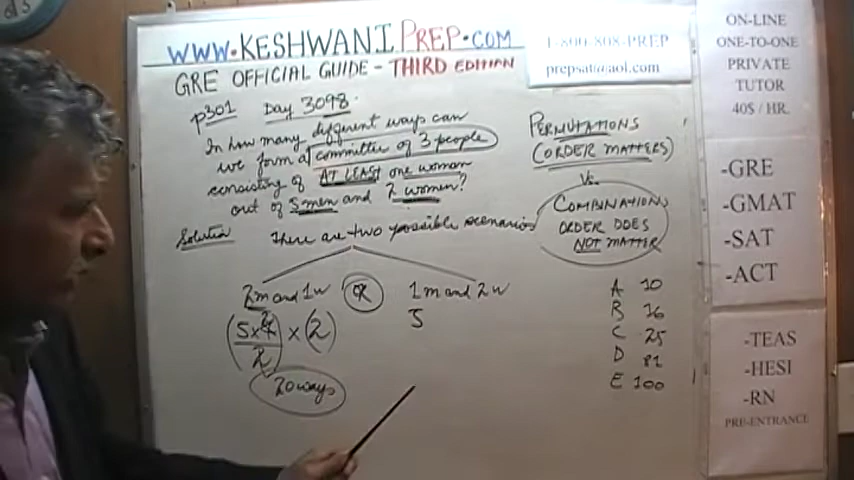 WWW.KESHWANIPREP.COM
GRE OFFICIAL GUIDE - THIRD EDITION
1-800-808-PREP
prepsat@aol.com
p301 Day 3098
In how many different ways can
we form a committee of 3 people
consisting of AT LEAST one woman
out of 5 men and 2 women?
Solution There are two possible scenarios
2m and 1w OR 1m and 2w
(5x4 2 / 2) x (2) 5
20 ways
PERMUTATIONS
(ORDER MATTERS)
Vs.
COMBINATIONS
ORDER DOES
NOT MATTER
A 10
B 16
C 25
D 81
E 100
ON-LINE
ONE-TO-ONE
PRIVATE
TUTOR
40$ / HR.
-GRE
-GMAT
-SAT
-ACT
-TEAS
-HESI
-RN
PRE-ENTRANCE